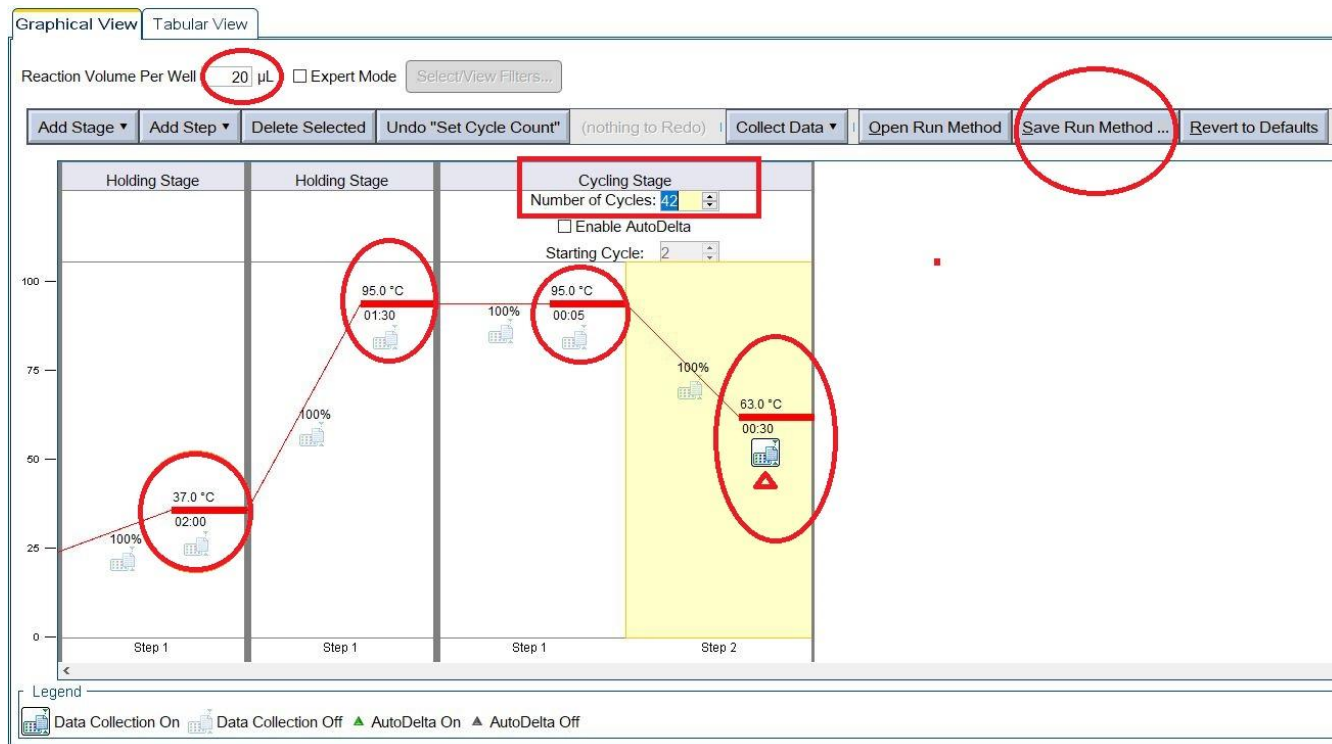 Graphical View Tabular View
Reaction Volume Per Well 20 µL Expert Mode Select/View Filters...
Add Stage ▼ Add Step ▼ Delete Selected Undo "Set Cycle Count" (nothing to Redo) Collect Data ▼ Open Run Method Save Run Method ... Revert to Defaults
Holding Stage Holding Stage Cycling Stage
Number of Cycles: 42
Enable AutoDelta
Starting Cycle: 2
100
95.0 °C 95.0 °C
01:30 100% 00:05
75
100%
63.0 °C
100% 00:30
50
37.0 °C
02:00
100%
25
0
Step 1 Step 1 Step 1 Step 2
Legend
Data Collection On Data Collection Off AutoDelta On AutoDelta Off